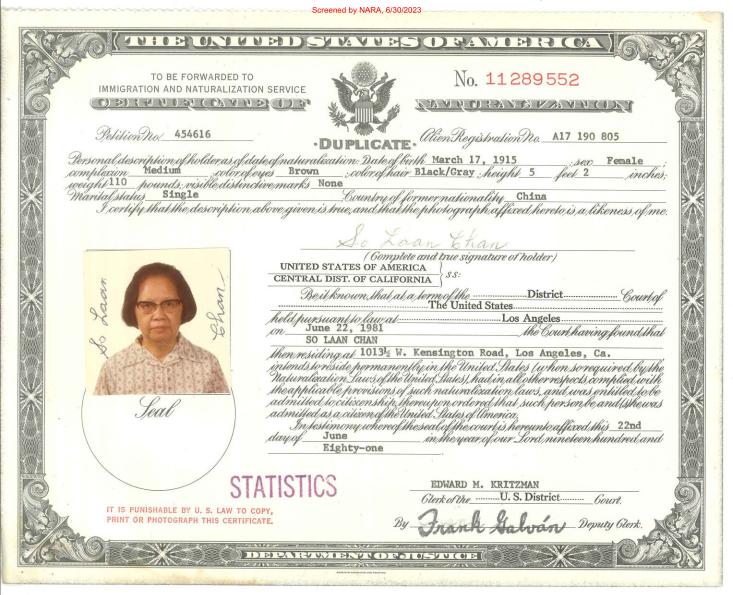 Screened by NARA, 6/30/2023
THE UNITED STATES OF AMERICA
TO BE FORWARDED TO
IMMIGRATION AND NATURALIZATION SERVICE
No. 11289552
CERTIFICATE OF NATURALIZATION
Petition No. 454616
·DUPLICATE·
Alien Registration No. A17 190 805
Personal description of holder as of date of naturalization: Date of birth March 17, 1915 ; sex Female ;
complexion Medium color of eyes Brown ; color of hair Black/Gray ; height 5 feet 2 inches;
weight 110 pounds; visible distinctive marks None
Marital status Single Country of former nationality China
I certify that the description above given is true, and that the photograph affixed hereto is a likeness of me.
So Laan Chan
(Complete and true signature of holder)
So Laan
Chan
Seal
UNITED STATES OF AMERICA
CENTRAL DIST. OF CALIFORNIA } ss:
Be it known, that at a term of the District Court of
The United States
held pursuant to law at Los Angeles
on June 22, 1981 the Court having found that
SO LAAN CHAN
then residing at 1013½ W. Kensington Road, Los Angeles, Ca.
intends to reside permanently in the United States (when so required by the
Naturalization Laws of the United States), had in all other respects complied with
the applicable provisions of such naturalization laws, and was entitled to be
admitted to citizenship, thereupon ordered that such person be and (s)he was
admitted as a citizen of the United States of America.
In testimony whereof the seal of the court is hereunto affixed this 22nd
day of June in the year of our Lord nineteen hundred and
Eighty-one
STATISTICS
IT IS PUNISHABLE BY U. S. LAW TO COPY,
PRINT OR PHOTOGRAPH THIS CERTIFICATE.
EDWARD M. KRITZMAN
Clerk of the U. S. District Court.
By Frank Galván Deputy Clerk.
DEPARTMENT OF JUSTICE